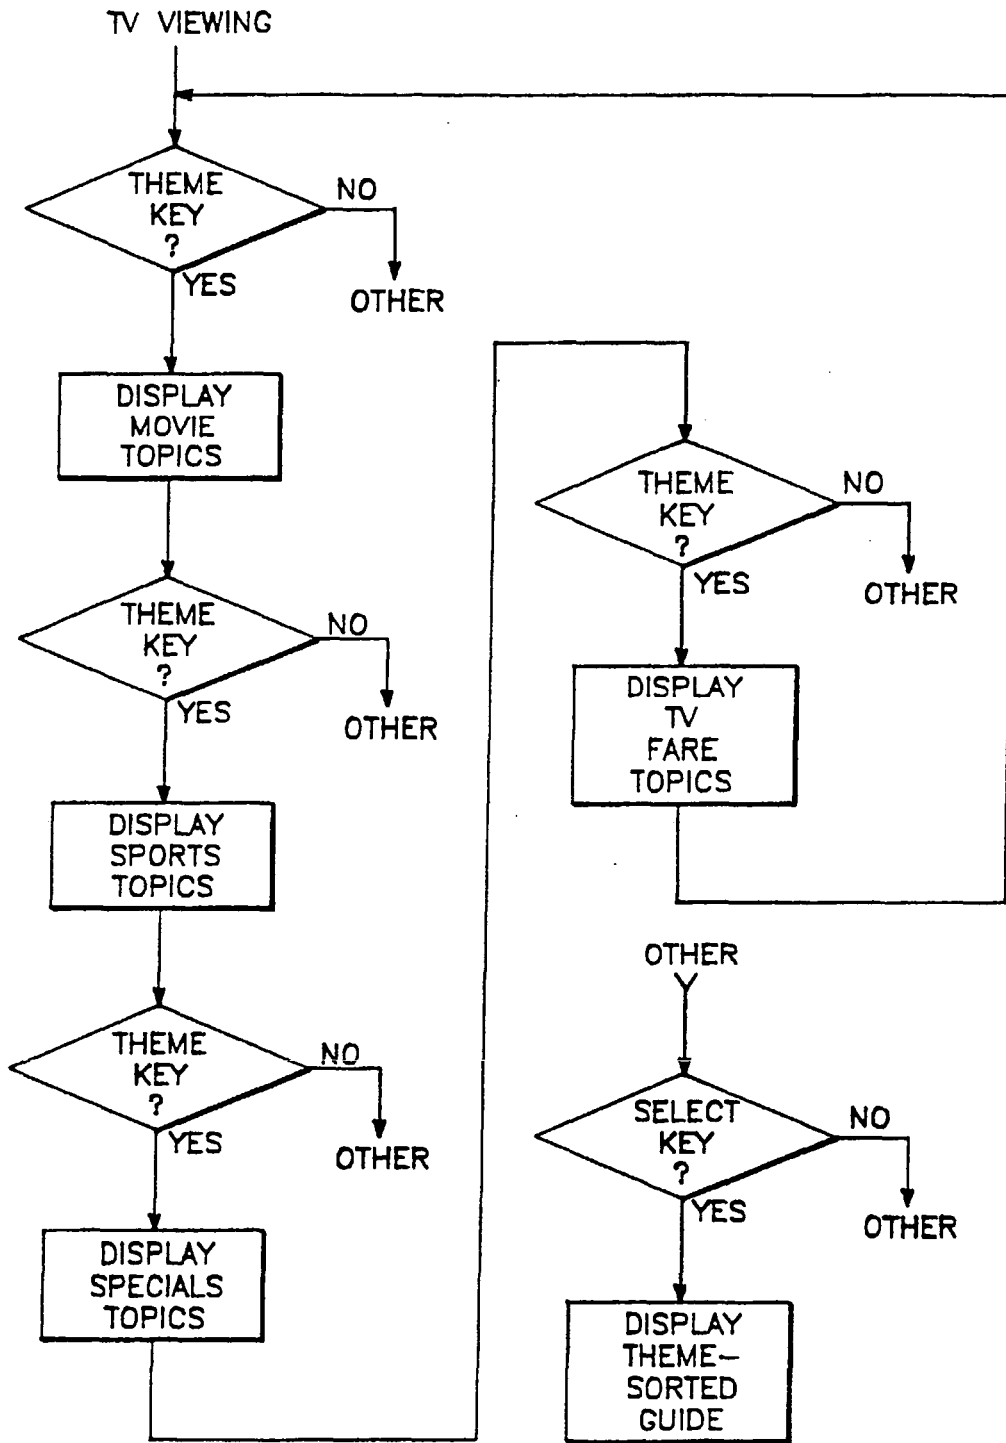 TV VIEWING
THEME
KEY
?
NO
YES
OTHER
DISPLAY
MOVIE
TOPICS
THEME
KEY
?
NO
YES
OTHER
DISPLAY
SPORTS
TOPICS
THEME
KEY
?
NO
YES
OTHER
DISPLAY
SPECIALS
TOPICS
THEME
KEY
?
NO
YES
OTHER
DISPLAY
TV
FARE
TOPICS
OTHER
SELECT
KEY
?
NO
YES
OTHER
DISPLAY
THEME-
SORTED
GUIDE